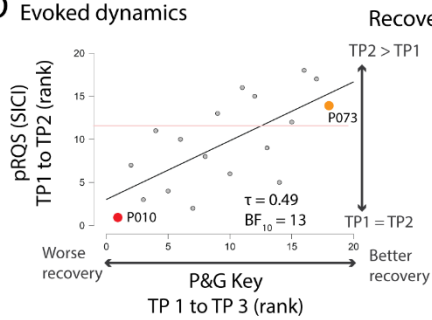 Evoked dynamics
Recove
TP2 > TP1
pRQS (SICI)
TP1 to TP2 (rank)
20
15
10
5
0
P073
P010
τ = 0.49
BF10 = 13
TP1 = TP2
0 5 10 15 20
Worse
recovery
Better
recovery
P&G Key
TP 1 to TP 3 (rank)